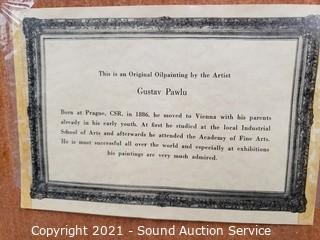 This is an Original Oilpainting by the Artist
Gustav Pawlu
Born at Prague, CSR, in 1886, he moved to Vienna with his parents
already in his early youth. At first he studied at the local Industrial
School of Arts and afterwards he attended the Academy of Fine Arts.
He is most successful all over the world and especially at exhibitions
his paintings are very much admired.
Copyright 2021 - Sound Auction Service